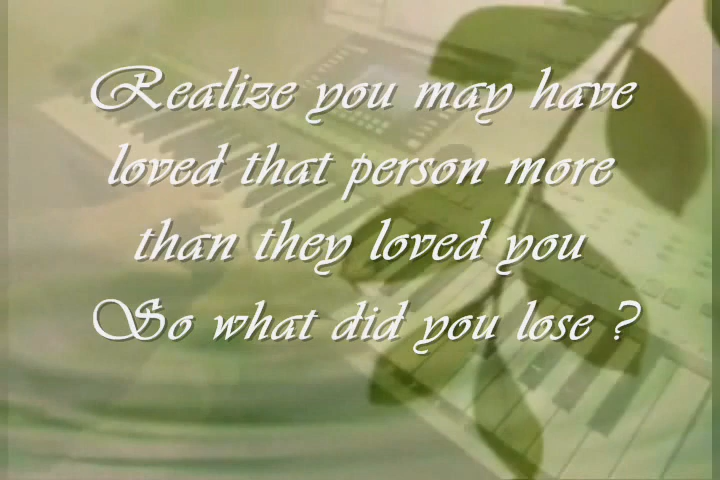 Realize you may have
loved that person more
than they loved you
So what did you lose ?